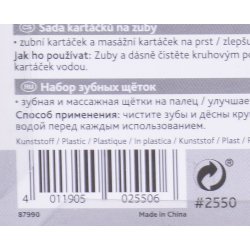 Sada kartáčků na zuby
• zubní kartáček a masážní kartáček na prst / zlepšu
Jak ho používat: Zuby a dásně čistěte kruhovým po
kartáček vodou.
RU Набор зубных щёток
• зубная и массажная щётки на палец / улучшае
Способ применения: чистите зубы и дёсны кру
водой перед каждым использованием.
Kunststoff / Plastic / Plastique / In plastica / Kunststof / Plast /
4 011905 025506
87990 Made in China
#2550